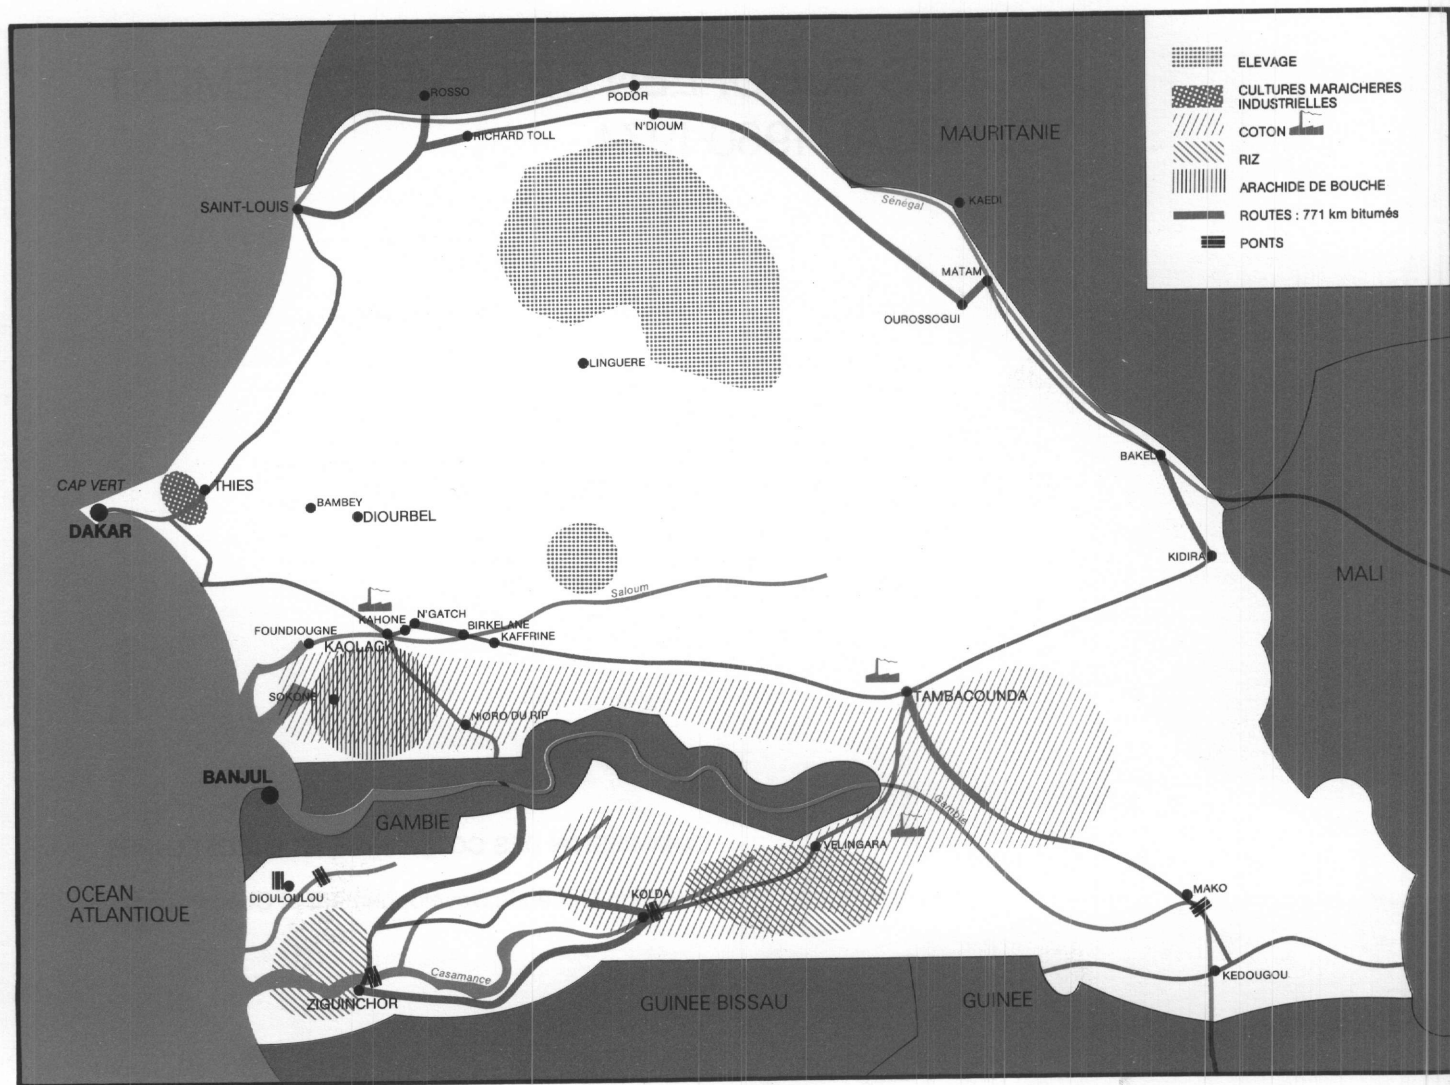 ELEVAGE
CULTURES MARAICHERES
INDUSTRIELLES
COTON
RIZ
ARACHIDE DE BOUCHE
ROUTES : 771 km bitumés
PONTS
ROSSO
PODOR
N'DIOUM
RICHARD TOLL
MAURITANIE
SAINT-LOUIS
Sénégal
KAEDI
MATAM
OUROSSOGUI
LINGUERE
BAKEL
CAP VERT
THIES
DAKAR
BAMBEY
DIOURBEL
KIDIRA
MALI
Saloum
N'GATCH
KAHONE
BIRKELANE
FOUNDIOUGNE
KAOLACK
KAFFRINE
SOKONE
NIORO DU RIP
TAMBACOUNDA
BANJUL
GAMBIE
Gambie
VELINGARA
OCEAN
ATLANTIQUE
DIOULOULOU
KOLDA
MAKO
Casamance
ZIGUINCHOR
GUINEE BISSAU
GUINEE
KEDOUGOU